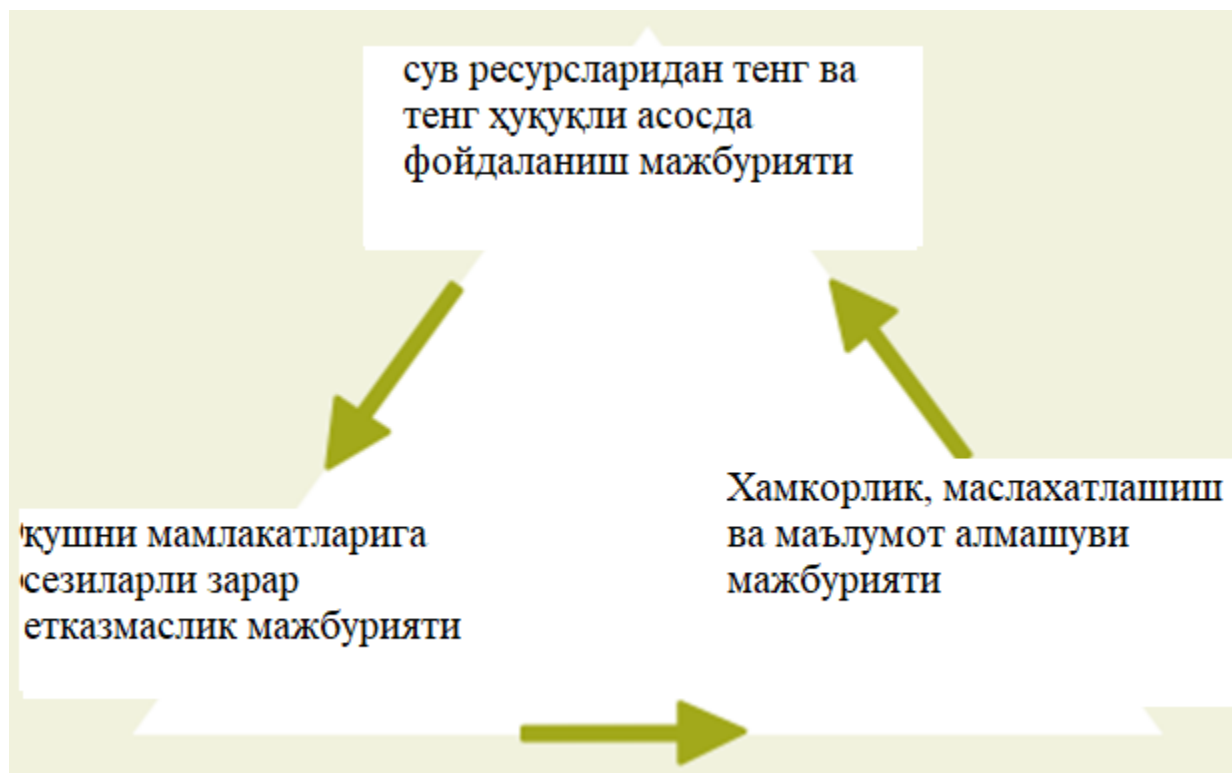 сув ресурсларидан тенг ва
тенг ҳуқуқли асосда
фойдаланиш мажбурияти
қушни мамлакатларига
сезиларли зарар
етказмаслик мажбурияти
Хамкорлик, маслахатлашиш
ва маълумот алмашуви
мажбурияти